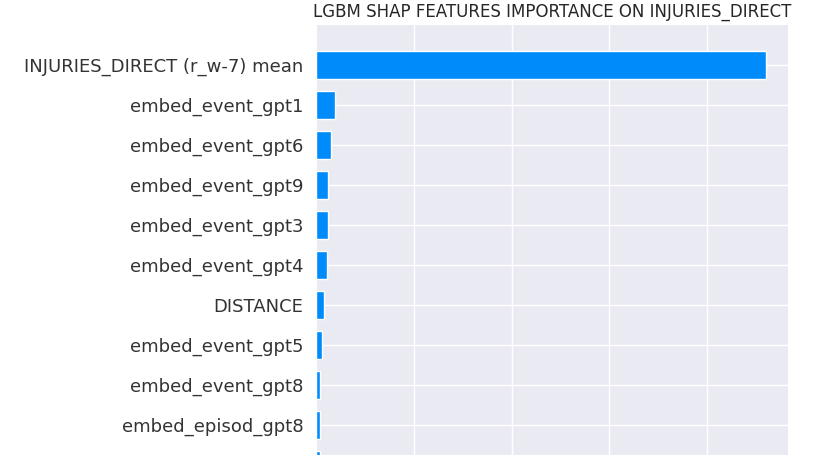 LGBM SHAP FEATURES IMPORTANCE ON INJURIES_DIRECT
INJURIES_DIRECT (r_w-7) mean
embed_event_gpt1
embed_event_gpt6
embed_event_gpt9
embed_event_gpt3
embed_event_gpt4
DISTANCE
embed_event_gpt5
embed_event_gpt8
embed_episod_gpt8